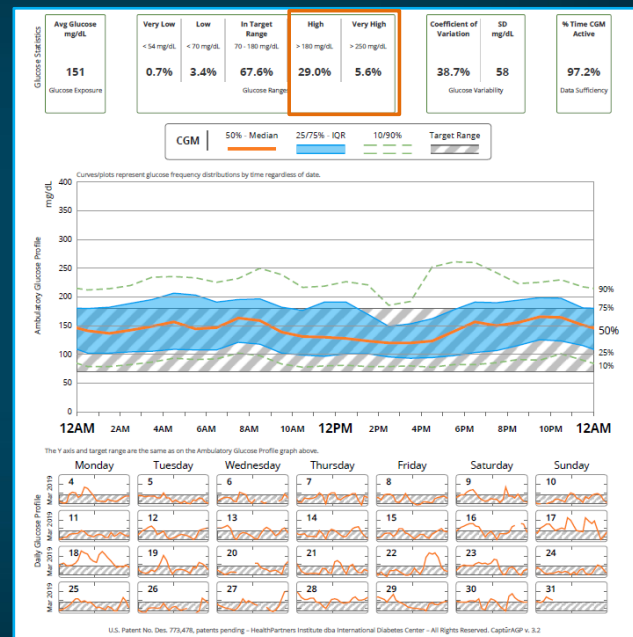 Glucose Statistics
Avg Glucose
mg/dL
151
Glucose Exposure
Very Low Low In Target Range High Very High
< 54 mg/dL < 70 mg/dL 70 - 180 mg/dL > 180 mg/dL > 250 mg/dL
0.7% 3.4% 67.6% 29.0% 5.6%
Glucose Ranges
Coefficient of Variation SD mg/dL
38.7% 58
Glucose Variability
% Time CGM
Active
97.2%
Data Sufficiency
CGM 50% - Median 25/75% - IQR 10/90% Target Range
Curves/plots represent glucose frequency distributions by time regardless of date.
mg/dL
Ambulatory Glucose Profile
400
350
300
250
200
150
100
50
0
90%
75%
50%
25%
10%
12AM 2AM 4AM 6AM 8AM 10AM 12PM 2PM 4PM 6PM 8PM 10PM 12AM
The Y axis and target range are the same as on the Ambulatory Glucose Profile graph above.
Daily Glucose Profile
Monday Tuesday Wednesday Thursday Friday Saturday Sunday
Mar 2019 4 5 6 7 8 9 10
Mar 2019 11 12 13 14 15 16 17
Mar 2019 18 19 20 21 22 23 24
Mar 2019 25 26 27 28 29 30 31
U.S. Patent No. Des. 773,478, patents pending – HealthPartners Institute dba International Diabetes Center – All Rights Reserved. CaptūrAGP v. 3.2